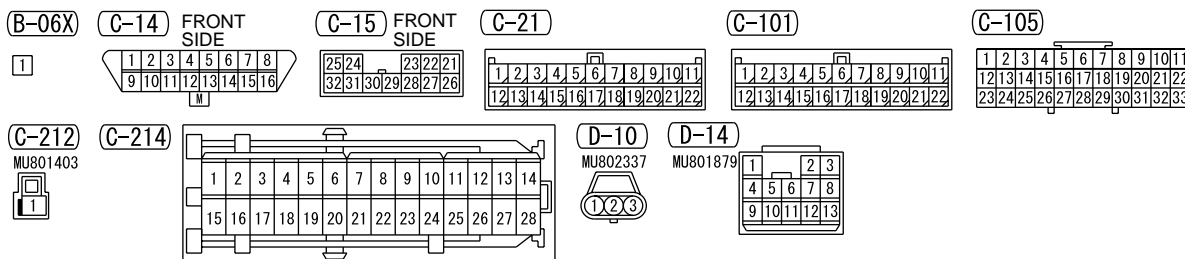 B-06X
1
C-14 FRONT
SIDE
1 2 3 4 5 6 7 8
9 10 11 12 13 14 15 16
M
C-15 FRONT
SIDE
25 24 23 22 21
32 31 30 29 28 27 26
C-21
1 2 3 4 5 6 7 8 9 10 11
12 13 14 15 16 17 18 19 20 21 22
C-101
1 2 3 4 5 6 7 8 9 10 11
12 13 14 15 16 17 18 19 20 21 22
C-105
1 2 3 4 5 6 7 8 9 10 11
12 13 14 15 16 17 18 19 20 21 22
23 24 25 26 27 28 29 30 31 32 33
C-212
MU801403
1
C-214
1 2 3 4 5 6 7 8 9 10 11 12 13 14
15 16 17 18 19 20 21 22 23 24 25 26 27 28
D-10
MU802337
1 2 3
D-14
MU801879
1 2 3
4 5 6 7 8
9 10 11 12 13